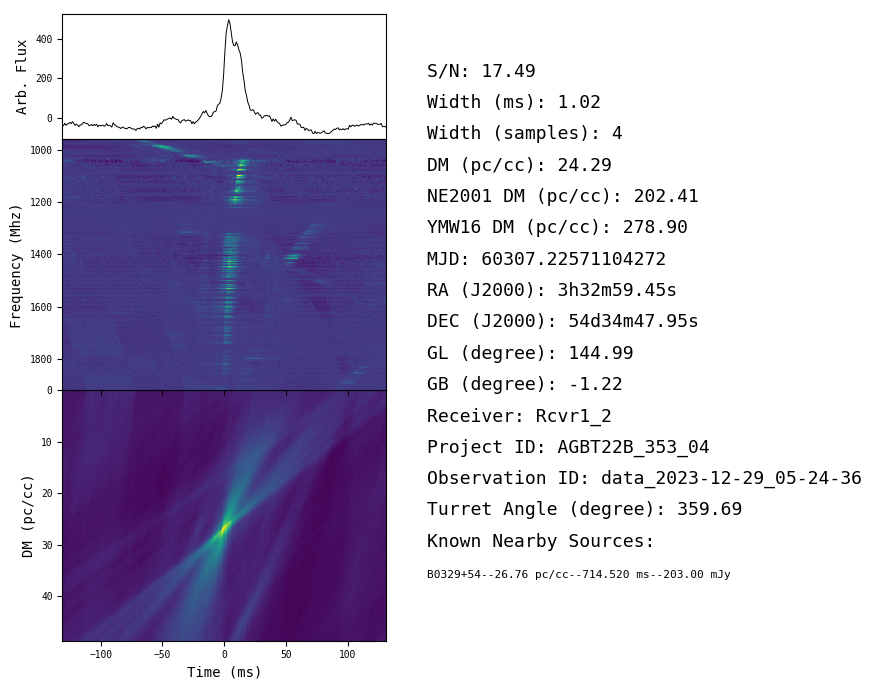 400
200
0
Arb. Flux
1000
1200
1400
1600
1800
Frequency (Mhz)
0
10
20
30
40
DM (pc/cc)
−100
−50
0
50
100
Time (ms)
S/N: 17.49
Width (ms): 1.02
Width (samples): 4
DM (pc/cc): 24.29
NE2001 DM (pc/cc): 202.41
YMW16 DM (pc/cc): 278.90
MJD: 60307.22571104272
RA (J2000): 3h32m59.45s
DEC (J2000): 54d34m47.95s
GL (degree): 144.99
GB (degree): -1.22
Receiver: Rcvr1_2
Project ID: AGBT22B_353_04
Observation ID: data_2023-12-29_05-24-36
Turret Angle (degree): 359.69
Known Nearby Sources:
B0329+54--26.76 pc/cc--714.520 ms--203.00 mJy